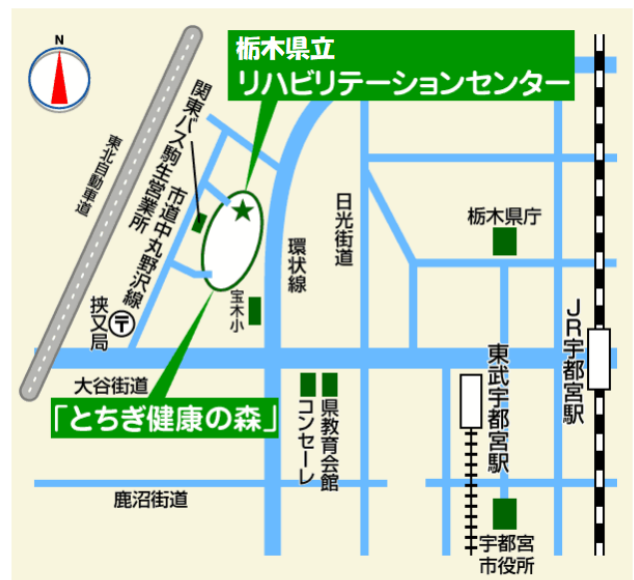 N
栃木県立
リハビリテーションセンター
東北自動車道
関東バス駒生営業所
市道中丸野沢線
挟又局
〒
宝木小
環状線
日光街道
栃木県庁
JR宇都宮駅
東武宇都宮駅
大谷街道
「とちぎ健康の森」
コンセーレ
県教育会館
鹿沼街道
宇都宮
市役所